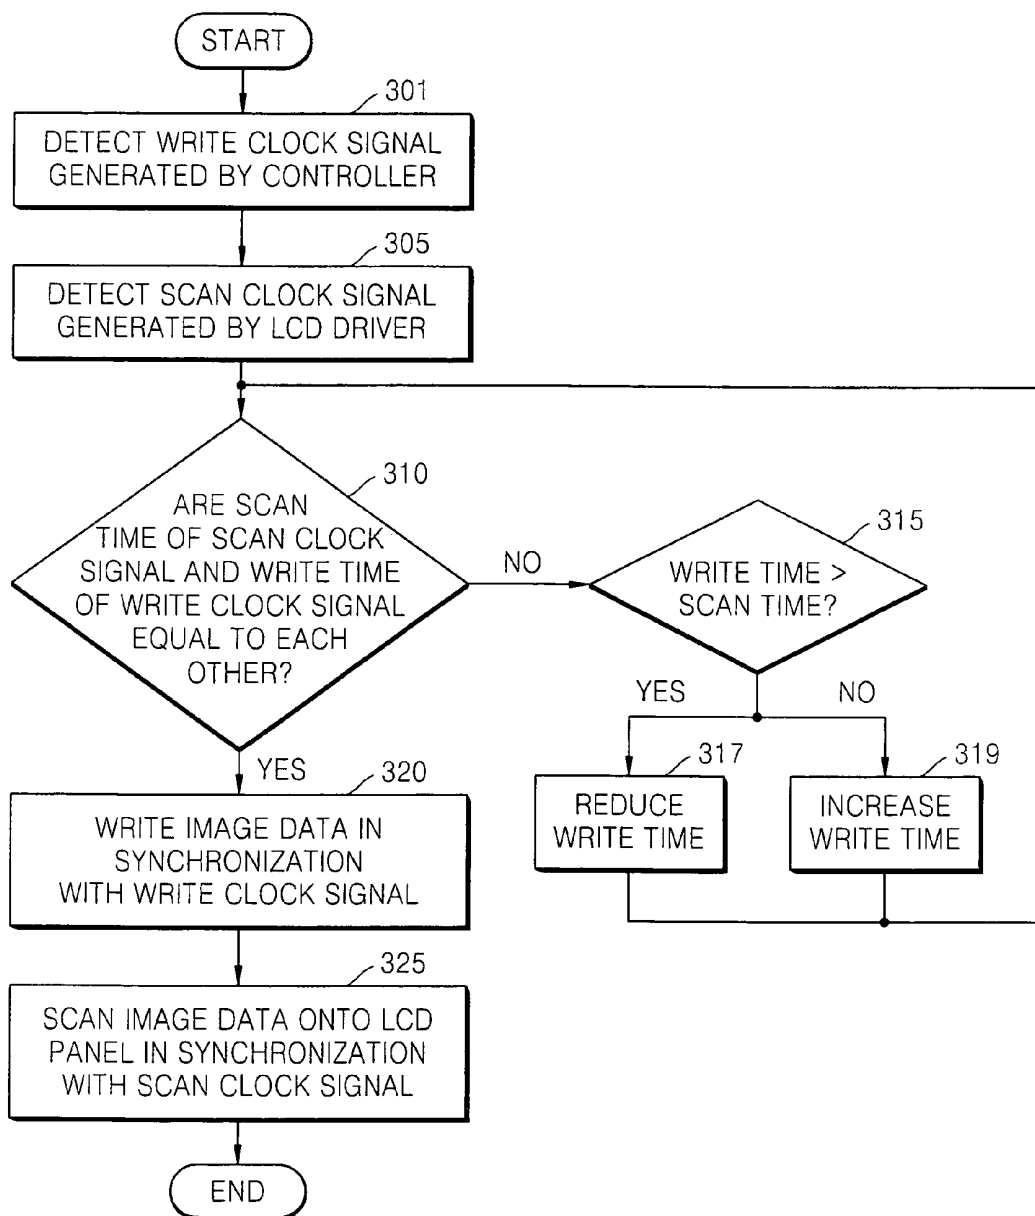 START
301
DETECT WRITE CLOCK SIGNAL
GENERATED BY CONTROLLER
305
DETECT SCAN CLOCK SIGNAL
GENERATED BY LCD DRIVER
310
ARE SCAN
TIME OF SCAN CLOCK
SIGNAL AND WRITE TIME
OF WRITE CLOCK SIGNAL
EQUAL TO EACH
OTHER?
NO
315
WRITE TIME >
SCAN TIME?
YES
NO
317
REDUCE
WRITE TIME
319
INCREASE
WRITE TIME
YES
320
WRITE IMAGE DATA IN
SYNCHRONIZATION
WITH WRITE CLOCK SIGNAL
325
SCAN IMAGE DATA ONTO LCD
PANEL IN SYNCHRONIZATION
WITH SCAN CLOCK SIGNAL
END